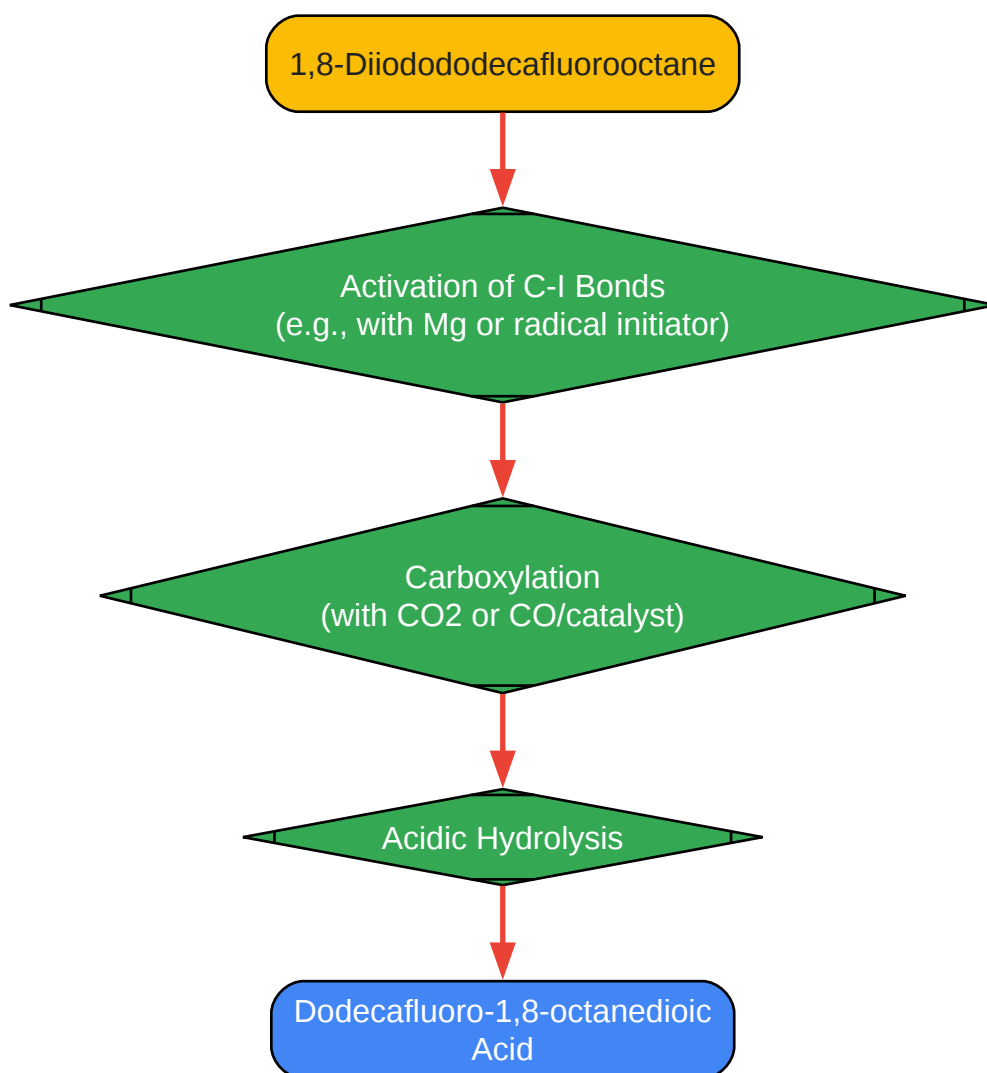 1,8-Diiodododecafluorooctane
Activation of C-I Bonds
(e.g., with Mg or radical initiator)
Carboxylation
(with CO2 or CO/catalyst)
Acidic Hydrolysis
Dodecafluoro-1,8-octanedioic
Acid